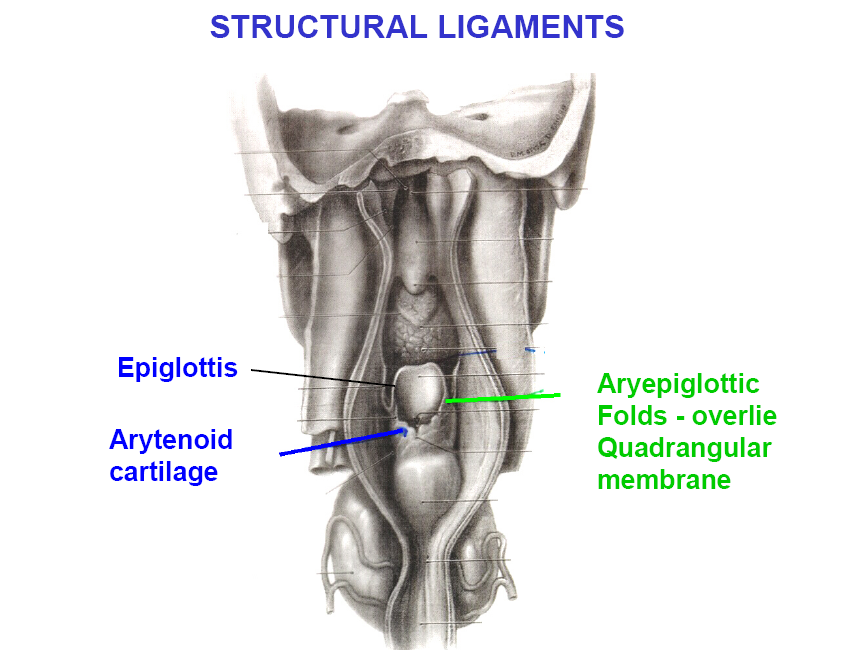 STRUCTURAL LIGAMENTS
Epiglottis
Arytenoid
cartilage
Aryepiglottic
Folds - overlie
Quadrangular
membrane